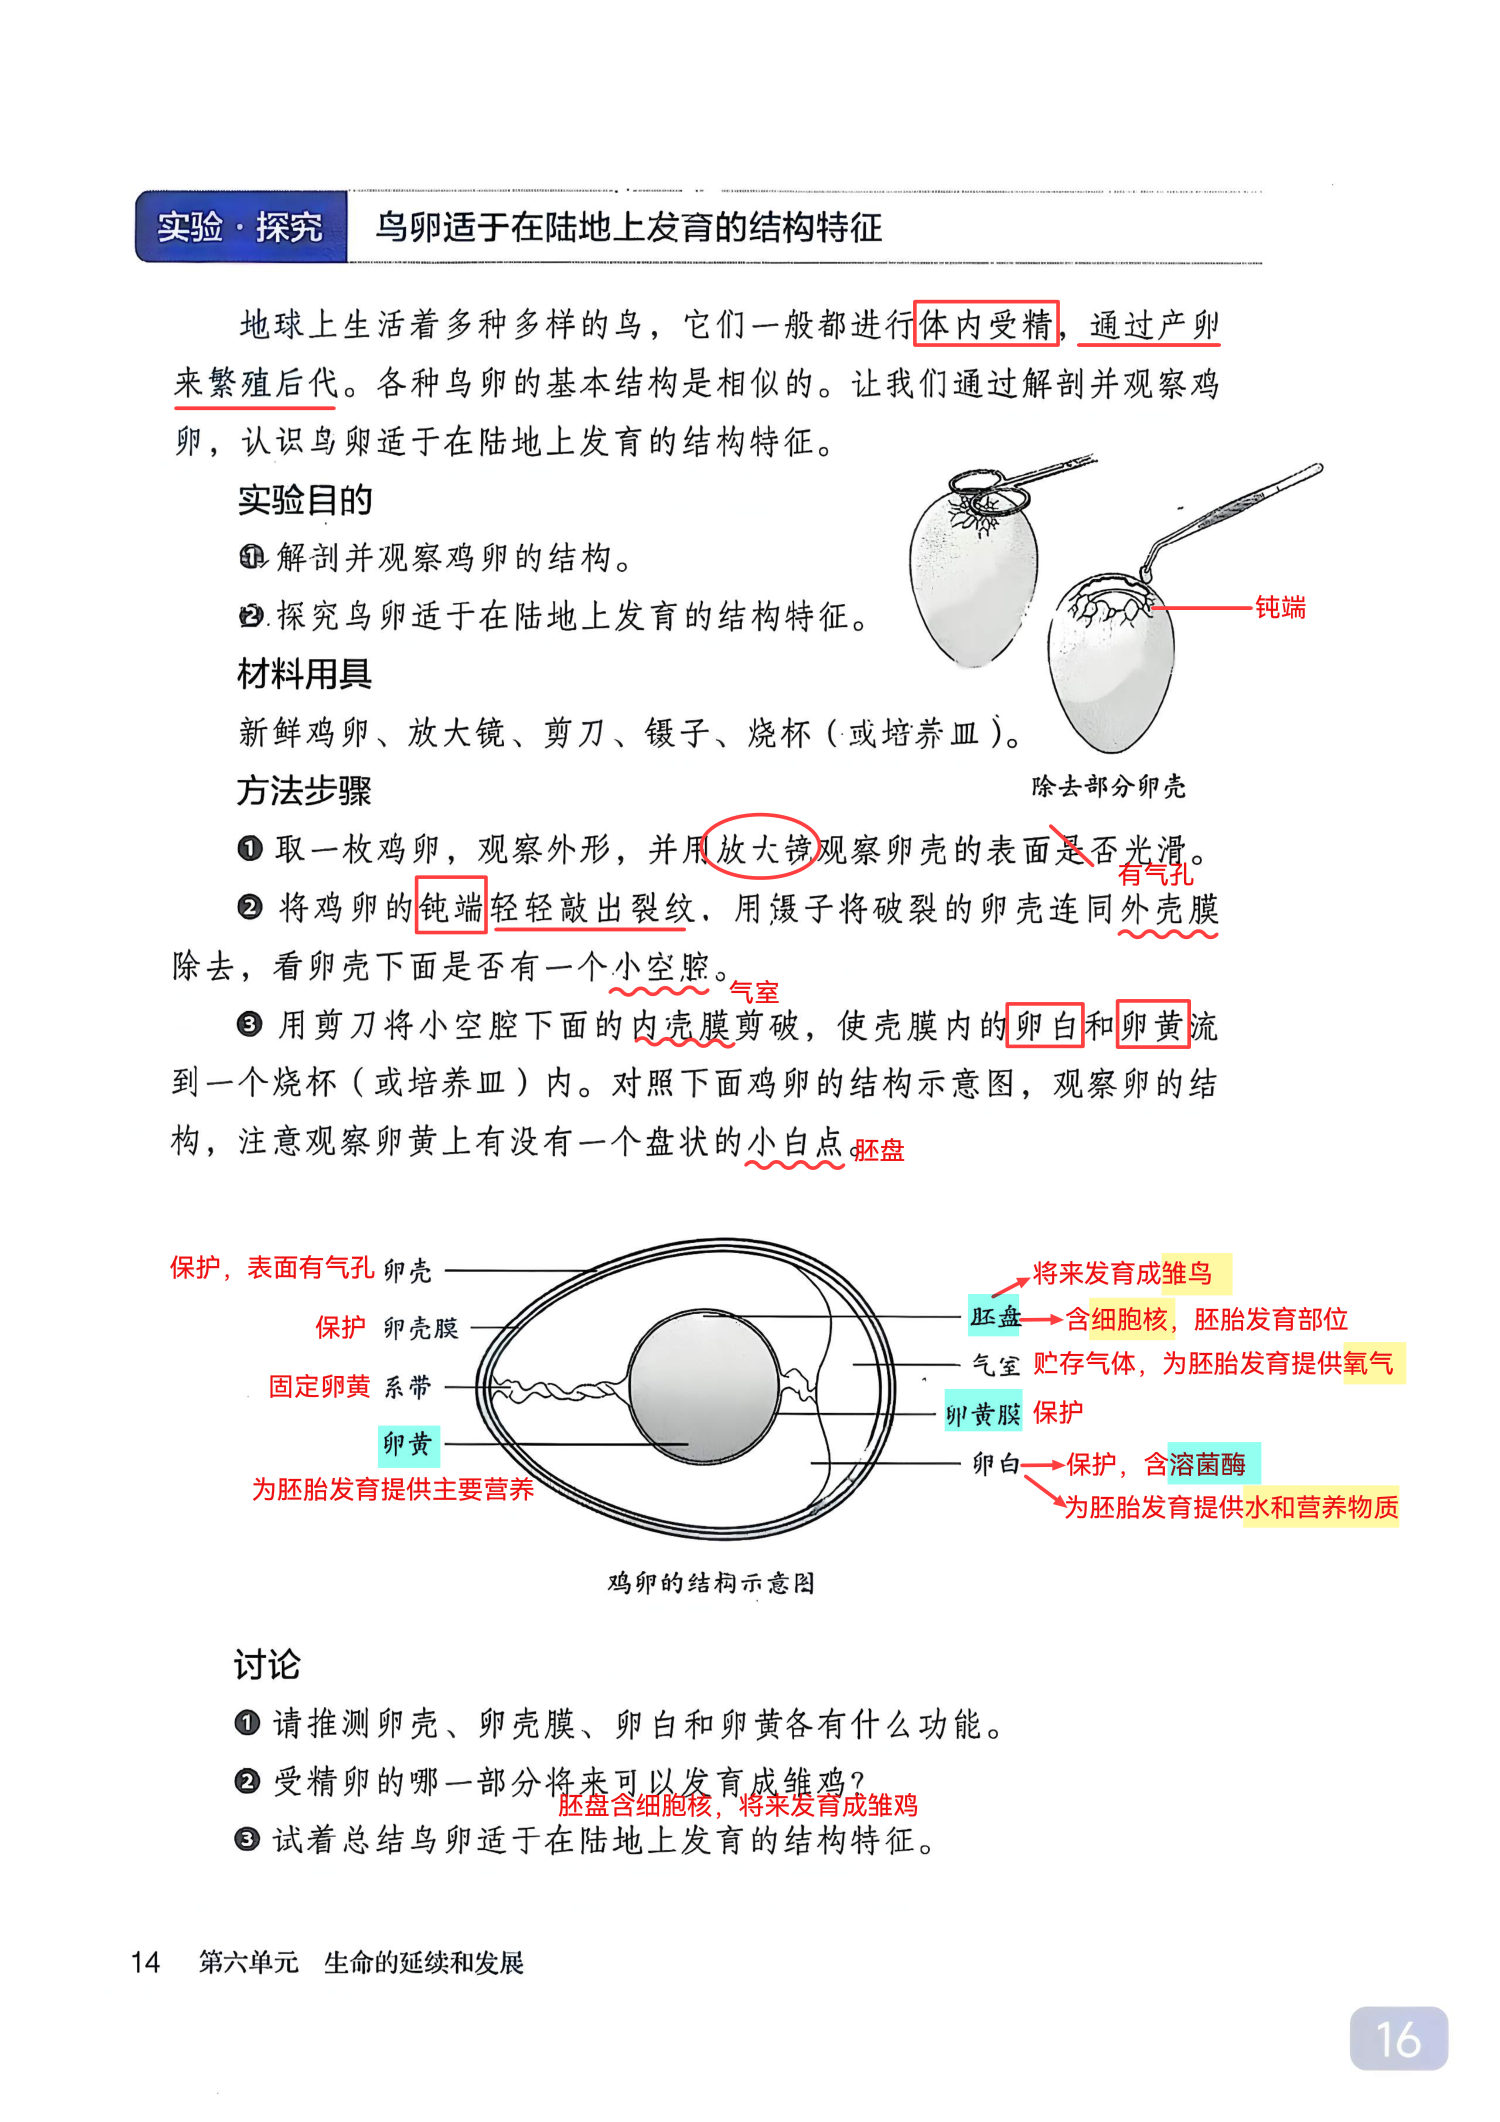 实验·探究 鸟卵适于在陆地上发育的结构特征
地球上生活着多种多样的鸟，它们一般都进行体内受精，通过产卵
来繁殖后代。各种鸟卵的基本结构是相似的。让我们通过解剖并观察鸡
卵，认识鸟卵适于在陆地上发育的结构特征。
实验目的
❶ 解剖并观察鸡卵的结构。
❷ 探究鸟卵适于在陆地上发育的结构特征。
钝端
材料用具
新鲜鸡卵、放大镜、剪刀、镊子、烧杯（或培养皿）。
除去部分卵壳
方法步骤
❶ 取一枚鸡卵，观察外形，并用放大镜观察卵壳的表面是否光滑。
有气孔
❷ 将鸡卵的钝端轻轻敲出裂纹，用镊子将破裂的卵壳连同外壳膜
除去，看卵壳下面是否有一个小空腔。
气室
❸ 用剪刀将小空腔下面的内壳膜剪破，使壳膜内的卵白和卵黄流
到一个烧杯（或培养皿）内。对照下面鸡卵的结构示意图，观察卵的结
构，注意观察卵黄上有没有一个盘状的小白点。
胚盘
保护，表面有气孔 卵壳
保护 卵壳膜
固定卵黄 系带
卵黄
为胚胎发育提供主要营养
将来发育成雏鸟
胚盘 含细胞核，胚胎发育部位
气室 贮存气体，为胚胎发育提供氧气
卵黄膜 保护
卵白 保护，含溶菌酶
为胚胎发育提供水和营养物质
鸡卵的结构示意图
讨论
❶ 请推测卵壳、卵壳膜、卵白和卵黄各有什么功能。
❷ 受精卵的哪一部分将来可以发育成雏鸡？
胚盘含细胞核，将来发育成雏鸡
❸ 试着总结鸟卵适于在陆地上发育的结构特征。
14 第六单元 生命的延续和发展
16